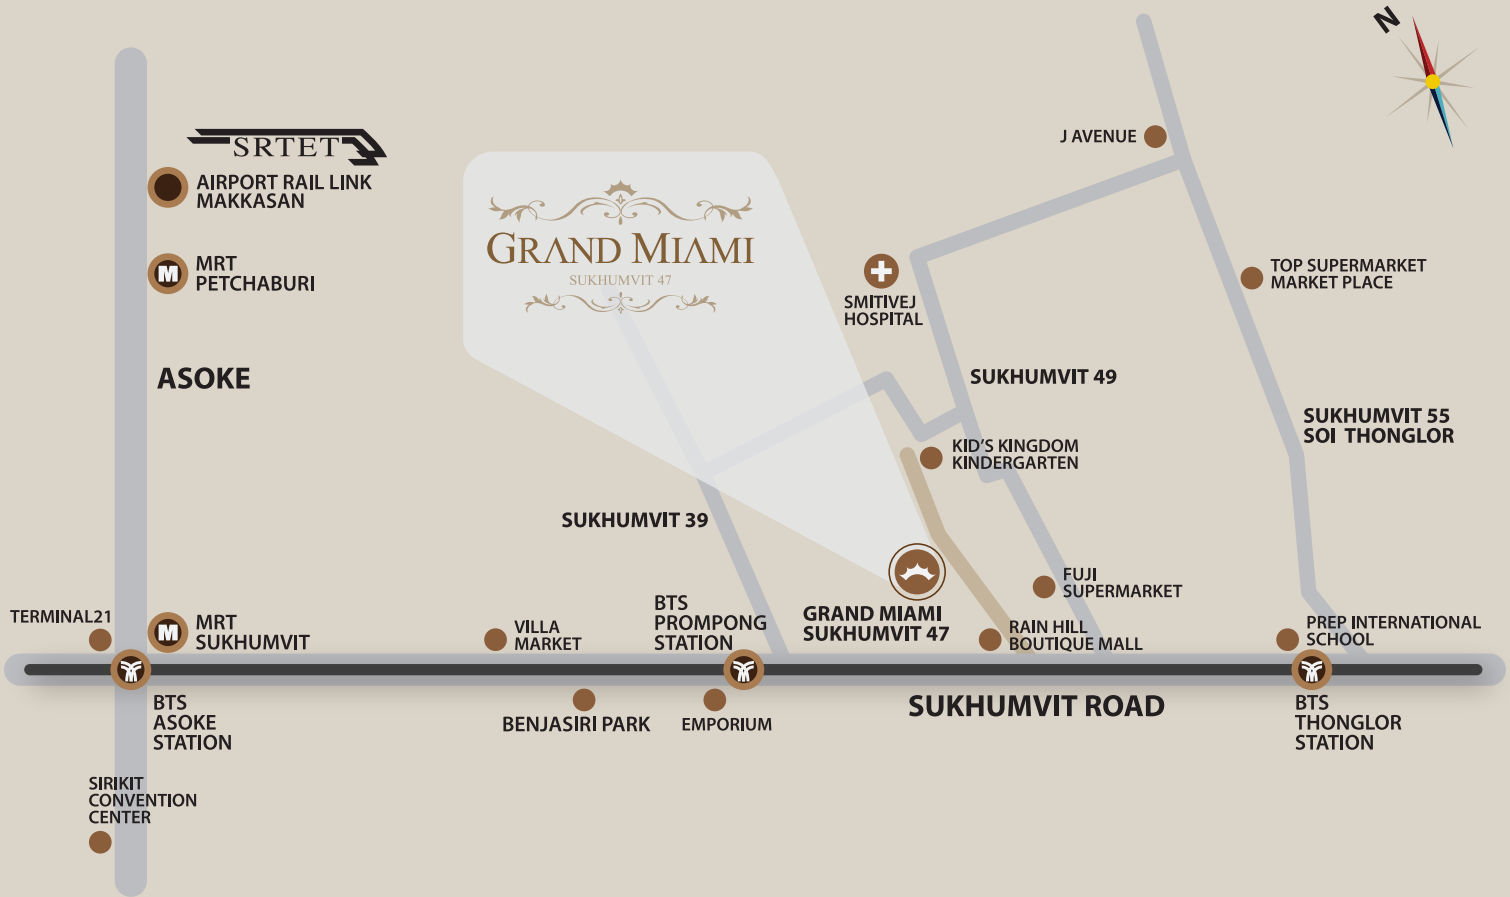 N
SRTET
AIRPORT RAIL LINK
MAKKASAN
MRT
PETCHABURI
ASOKE
GRAND MIAMI
SUKHUMVIT 47
J AVENUE
SMITIVEJ
HOSPITAL
TOP SUPERMARKET
MARKET PLACE
SUKHUMVIT 49
SUKHUMVIT 55
SOI THONGLOR
KID'S KINGDOM
KINDERGARTEN
SUKHUMVIT 39
FUJI
SUPERMARKET
TERMINAL21
M
MRT
SUKHUMVIT
VILLA
MARKET
BTS
PROMPONG
STATION
GRAND MIAMI
SUKHUMVIT 47
RAIN HILL
BOUTIQUE MALL
PREP INTERNATIONAL
SCHOOL
BTS
ASOKE
STATION
BENJASIRI PARK
EMPORIUM
SUKHUMVIT ROAD
BTS
THONGLOR
STATION
SIRIKIT
CONVENTION
CENTER
M